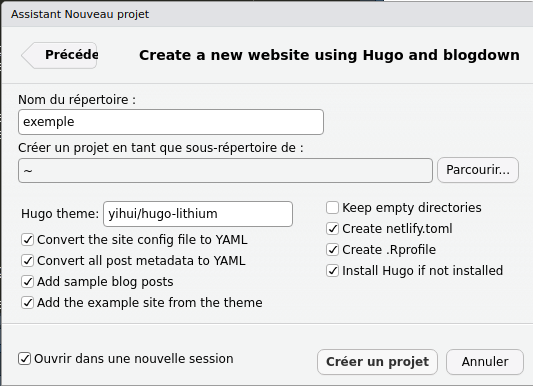 Assistant Nouveau projet
Précéde
Create a new website using Hugo and blogdown
Nom du répertoire :
exemple
Créer un projet en tant que sous-répertoire de :
~
Parcourir...
Hugo theme: yihui/hugo-lithium
Convert the site config file to YAML
Convert all post metadata to YAML
Add sample blog posts
Add the example site from the theme
Keep empty directories
Create netlify.toml
Create .Rprofile
Install Hugo if not installed
Ouvrir dans une nouvelle session
Créer un projet
Annuler